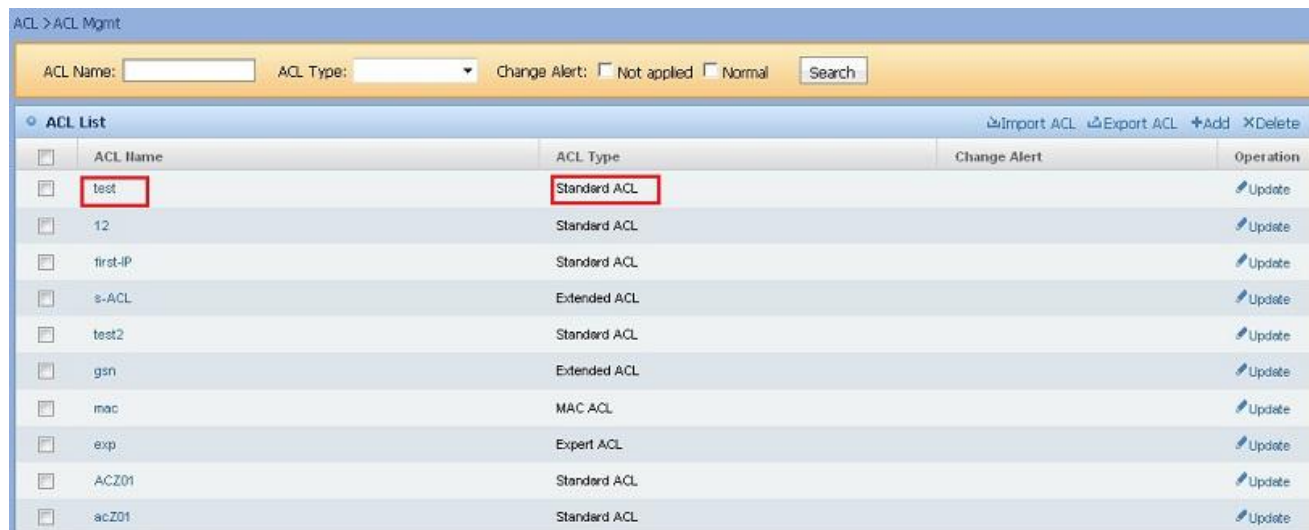 ACL >ACL Mgmt
ACL Name: ACL Type: Change Alert: Not applied Normal Search
ACL List Import ACL Export ACL +Add XDelete
ACL Name ACL Type Change Alert Operation
test Standard ACL Update
12 Standard ACL Update
first-IP Standard ACL Update
s-ACL Extended ACL Update
test2 Standard ACL Update
gsn Extended ACL Update
mac MAC ACL Update
exp Expert ACL Update
ACZ01 Standard ACL Update
acZ01 Standard ACL Update